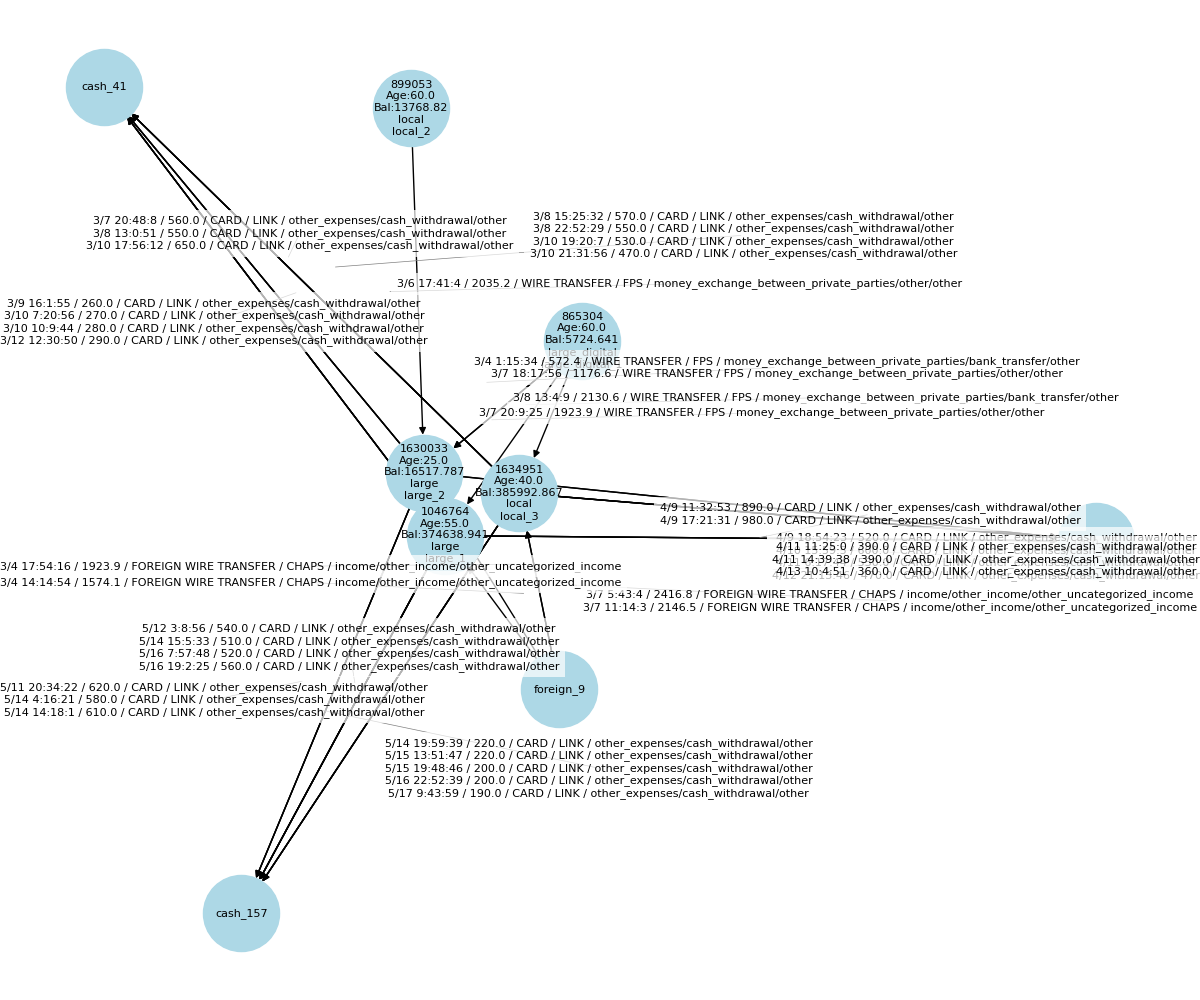 cash_41
899053
Age:60.0
Bal:13768.82
local
local_2
3/7 20:48:8 / 560.0 / CARD / LINK / other_expenses/cash_withdrawal/other
3/8 13:0:51 / 550.0 / CARD / LINK / other_expenses/cash_withdrawal/other
3/10 17:56:12 / 650.0 / CARD / LINK / other_expenses/cash_withdrawal/other
3/8 15:25:32 / 570.0 / CARD / LINK / other_expenses/cash_withdrawal/other
3/8 22:52:29 / 550.0 / CARD / LINK / other_expenses/cash_withdrawal/other
3/10 19:20:7 / 530.0 / CARD / LINK / other_expenses/cash_withdrawal/other
3/10 21:31:56 / 470.0 / CARD / LINK / other_expenses/cash_withdrawal/other
3/6 17:41:4 / 2035.2 / WIRE TRANSFER / FPS / money_exchange_between_private_parties/other/other
3/9 16:1:55 / 260.0 / CARD / LINK / other_expenses/cash_withdrawal/other
3/10 7:20:56 / 270.0 / CARD / LINK / other_expenses/cash_withdrawal/other
3/10 10:9:44 / 280.0 / CARD / LINK / other_expenses/cash_withdrawal/other
3/12 12:30:50 / 290.0 / CARD / LINK / other_expenses/cash_withdrawal/other
865304
Age:60.0
Bal:5724.641
large_digital
3/4 1:15:34 / 572.4 / WIRE TRANSFER / FPS / money_exchange_between_private_parties/bank_transfer/other
3/7 18:17:56 / 1176.6 / WIRE TRANSFER / FPS / money_exchange_between_private_parties/other/other
3/8 13:4:9 / 2130.6 / WIRE TRANSFER / FPS / money_exchange_between_private_parties/bank_transfer/other
3/7 20:9:25 / 1923.9 / WIRE TRANSFER / FPS / money_exchange_between_private_parties/other/other
1630033
Age:25.0
Bal:16517.787
large
large_2
1634951
Age:40.0
Bal:385992.867
local
local_3
1046764
Age:55.0
Bal:374638.941
large
large_1
4/9 11:32:53 / 890.0 / CARD / LINK / other_expenses/cash_withdrawal/other
4/9 17:21:31 / 980.0 / CARD / LINK / other_expenses/cash_withdrawal/other
4/9 18:54:23 / 520.0 / CARD / LINK / other_expenses/cash_withdrawal/other
4/11 11:25:0 / 390.0 / CARD / LINK / other_expenses/cash_withdrawal/other
4/11 14:39:38 / 390.0 / CARD / LINK / other_expenses/cash_withdrawal/other
4/13 10:4:51 / 360.0 / CARD / LINK / other_expenses/cash_withdrawal/other
3/4 17:54:16 / 1923.9 / FOREIGN WIRE TRANSFER / CHAPS / income/other_income/other_uncategorized_income
3/4 14:14:54 / 1574.1 / FOREIGN WIRE TRANSFER / CHAPS / income/other_income/other_uncategorized_income
3/7 5:43:4 / 2416.8 / FOREIGN WIRE TRANSFER / CHAPS / income/other_income/other_uncategorized_income
3/7 11:14:3 / 2146.5 / FOREIGN WIRE TRANSFER / CHAPS / income/other_income/other_uncategorized_income
5/12 3:8:56 / 540.0 / CARD / LINK / other_expenses/cash_withdrawal/other
5/14 15:5:33 / 510.0 / CARD / LINK / other_expenses/cash_withdrawal/other
5/16 7:57:48 / 520.0 / CARD / LINK / other_expenses/cash_withdrawal/other
5/16 19:2:25 / 560.0 / CARD / LINK / other_expenses/cash_withdrawal/other
5/11 20:34:22 / 620.0 / CARD / LINK / other_expenses/cash_withdrawal/other
5/14 4:16:21 / 580.0 / CARD / LINK / other_expenses/cash_withdrawal/other
5/14 14:18:1 / 610.0 / CARD / LINK / other_expenses/cash_withdrawal/other
foreign_9
5/14 19:59:39 / 220.0 / CARD / LINK / other_expenses/cash_withdrawal/other
5/15 13:51:47 / 220.0 / CARD / LINK / other_expenses/cash_withdrawal/other
5/15 19:48:46 / 200.0 / CARD / LINK / other_expenses/cash_withdrawal/other
5/16 22:52:39 / 200.0 / CARD / LINK / other_expenses/cash_withdrawal/other
5/17 9:43:59 / 190.0 / CARD / LINK / other_expenses/cash_withdrawal/other
cash_157